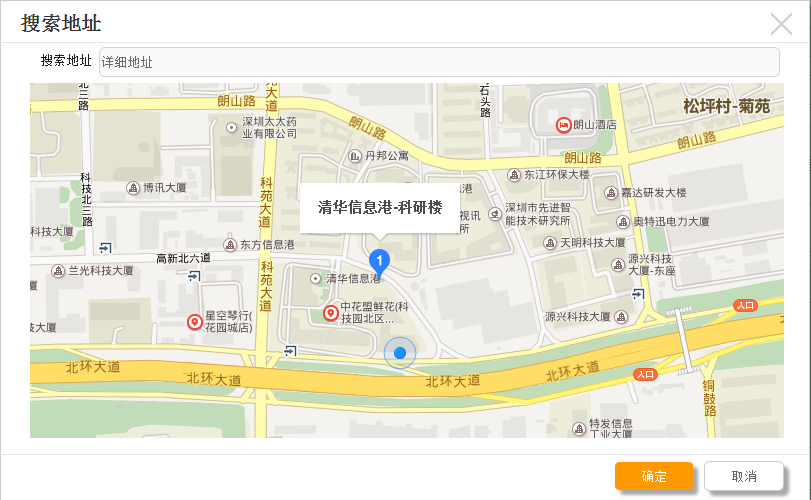 搜索地址
搜索地址
详细地址
北三路
朗山路
科苑大道
深圳太太药
业有限公司
朗山路
丹邦公寓
石头路
朗山酒店
松坪村-菊苑
朗山路
朗山路
科技北三路
博讯大厦
科苑大道
东江环保大楼
嘉达研发大楼
清华信息港-科研楼
港
视讯
所
深圳市先进智
能技术研究所
奥特迅电力大厦
科技大厦
东方信息港
天明科技大厦
高新北六道
1
兰光科技大厦
科苑大道
清华信息港
源兴科技
大厦-东座
星空琴行(
花园城店)
中花盟鲜花(科
技园北区...
源兴科技大厦
入口
技大厦
北环大道
北环大道
北环大道
北环大道
入口
铜鼓路
特发信息
工业大厦
确定
取消